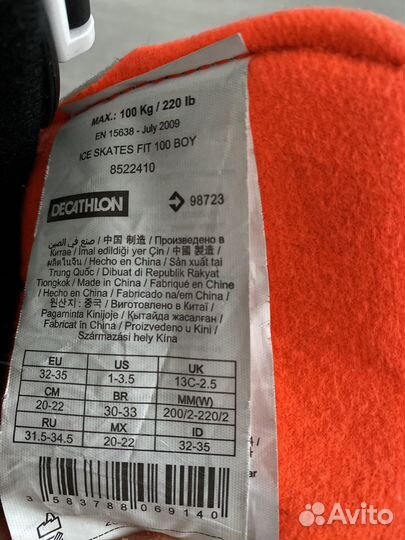 MAX.: 100 Kg / 220 lb
EN 15638 - July 2009
ICE SKATES FIT 100 BOY
8522410
DECATHLON 98723
صنع في الصين / 中国 制造 / Произведено в
Китае / İmal edildiği yer Çin / 中國 製造 /
ผลิตในจีน / Hecho en China / Sản xuất tại
Trung Quốc / Dibuat di Republik Rakyat
Tiongkok / Made in China / Fabriqué en Chine
/ Hecho en China / Fabricado na/em China /
원산지 : 중국 / Виготовлено в Китаї /
Pagaminta Kinijoje / Қытайда жасалған /
Fabricat în China / Proizvedeno u Kini /
Származási hely Kína
EU US UK
32-35 1-3.5 13C-2.5
CM BR MM(W)
20-22 30-33 200/2-220/2
RU MX ID
31.5-34.5 20-22 32-35
3 583788 069140
Avito